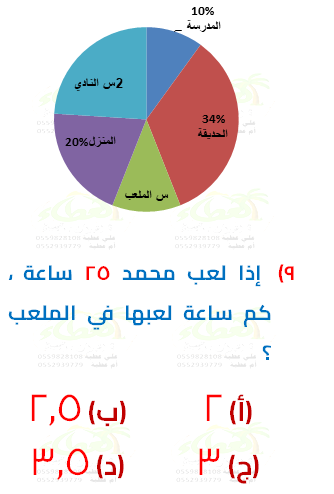 10%
المدرسة _
34%
الحديقة
2س النادي
المنزل20%
س الملعب
٩) إذا لعب محمد ٢٥ ساعة ،
كم ساعة لعبها في الملعب
؟
(أ) ٢ (ب) ٢,٥
(ج) ٣ (د) ٣,٥